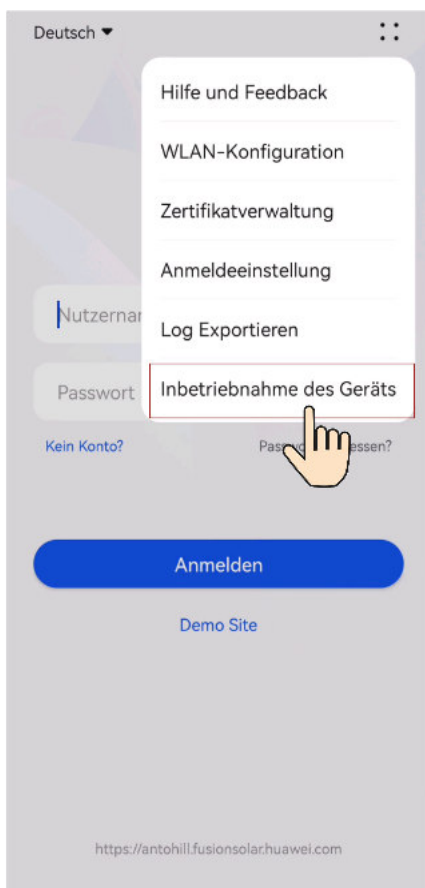 Deutsch
Hilfe und Feedback
WLAN-Konfiguration
Zertifikatverwaltung
Anmeldeeinstellung
Log Exportieren
Inbetriebnahme des Geräts
Passwort
Kein Konto?
Anmelden
Demo Site
https://antohill.fusionsolar.huawei.com